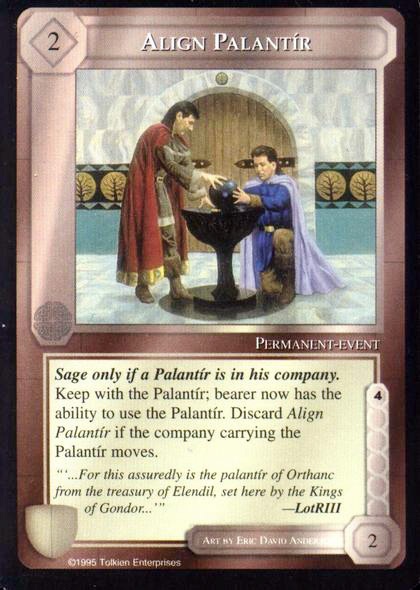 2
ALIGN PALANTÍR
PERMANENT-EVENT
Sage only if a Palantír is in his company.
Keep with the Palantír; bearer now has the
ability to use the Palantír. Discard Align
Palantír if the company carrying the
Palantír moves.
4
“‘...For this assuredly is the palantír of Orthanc
from the treasury of Elendil, set here by the Kings
of Gondor...’” —LotRIII
ART BY ERIC DAVID ANDERSON
2
©1995 Tolkien Enterprises